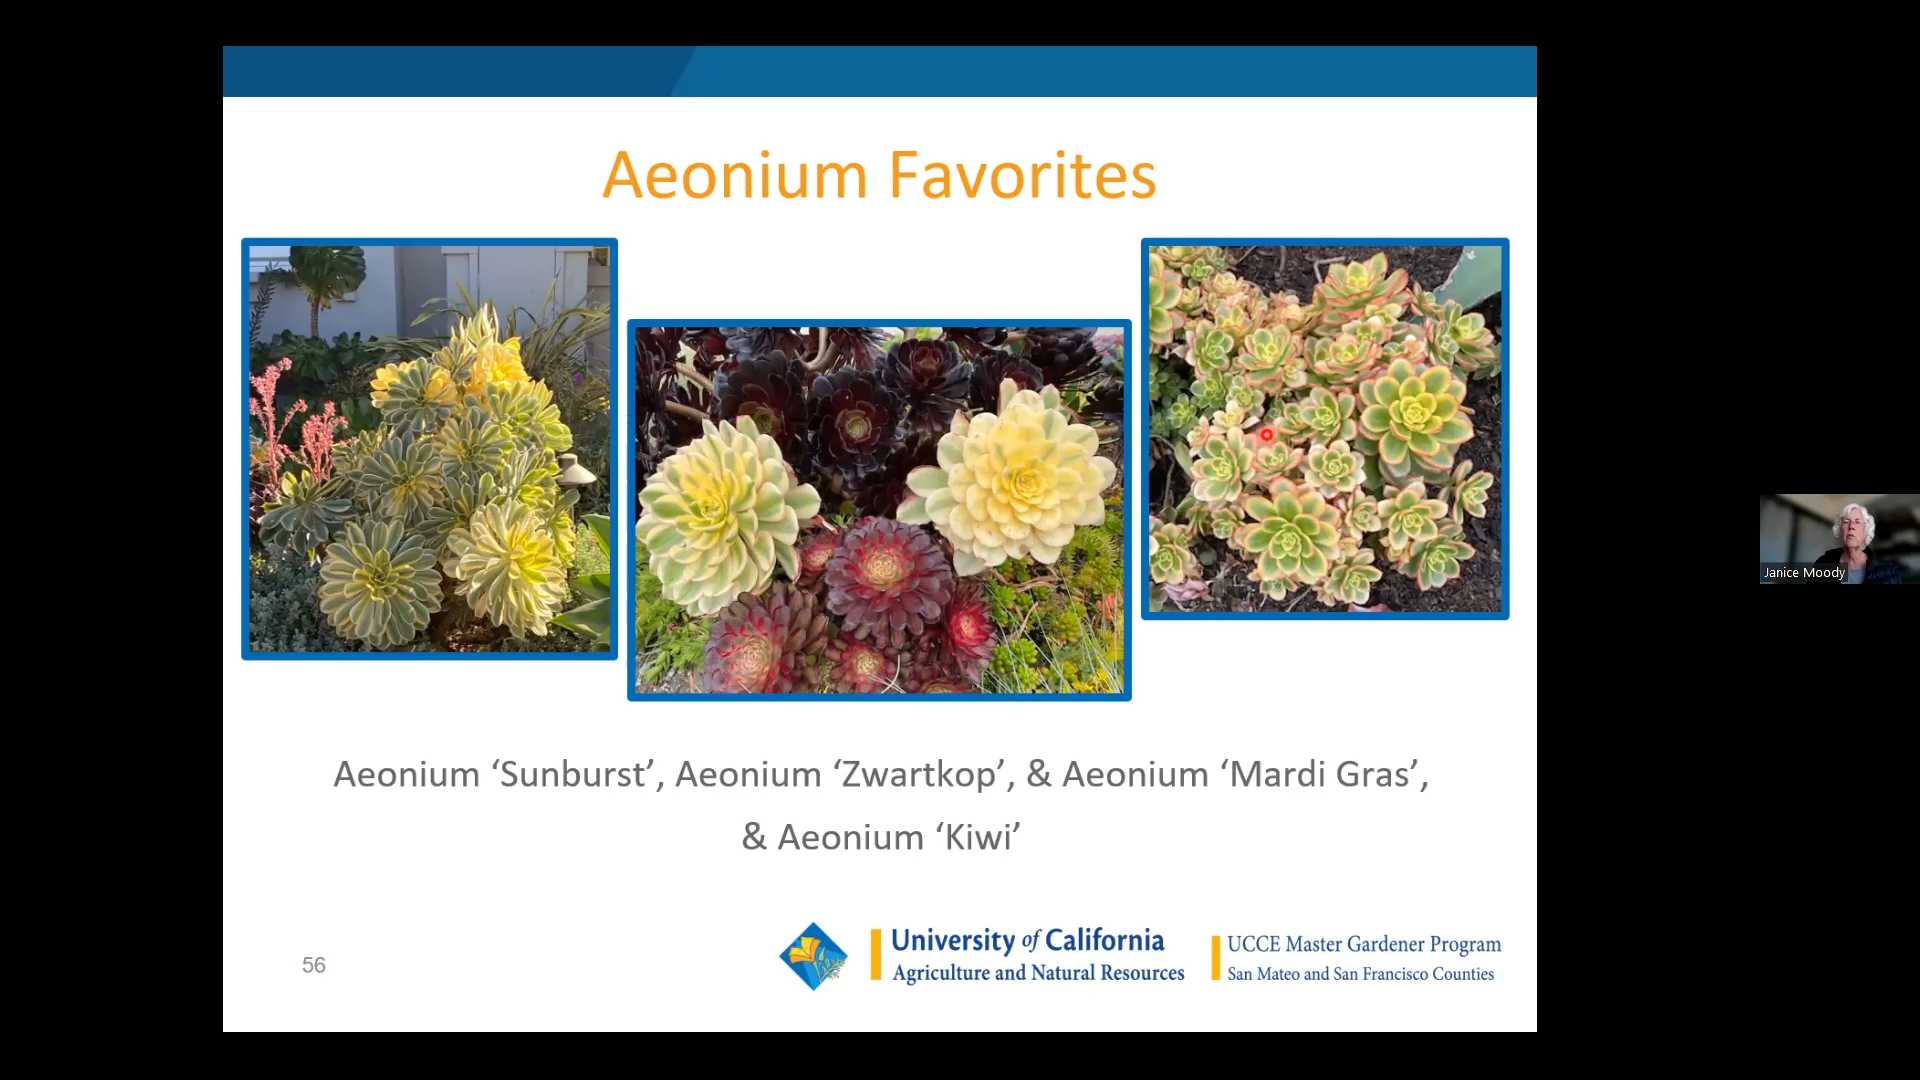 Aeonium Favorites
Aeonium ‘Sunburst’, Aeonium ‘Zwartkop’, & Aeonium ‘Mardi Gras’,
& Aeonium ‘Kiwi’
56
University of California
Agriculture and Natural Resources
UCCE Master Gardener Program
San Mateo and San Francisco Counties
Janice Moody